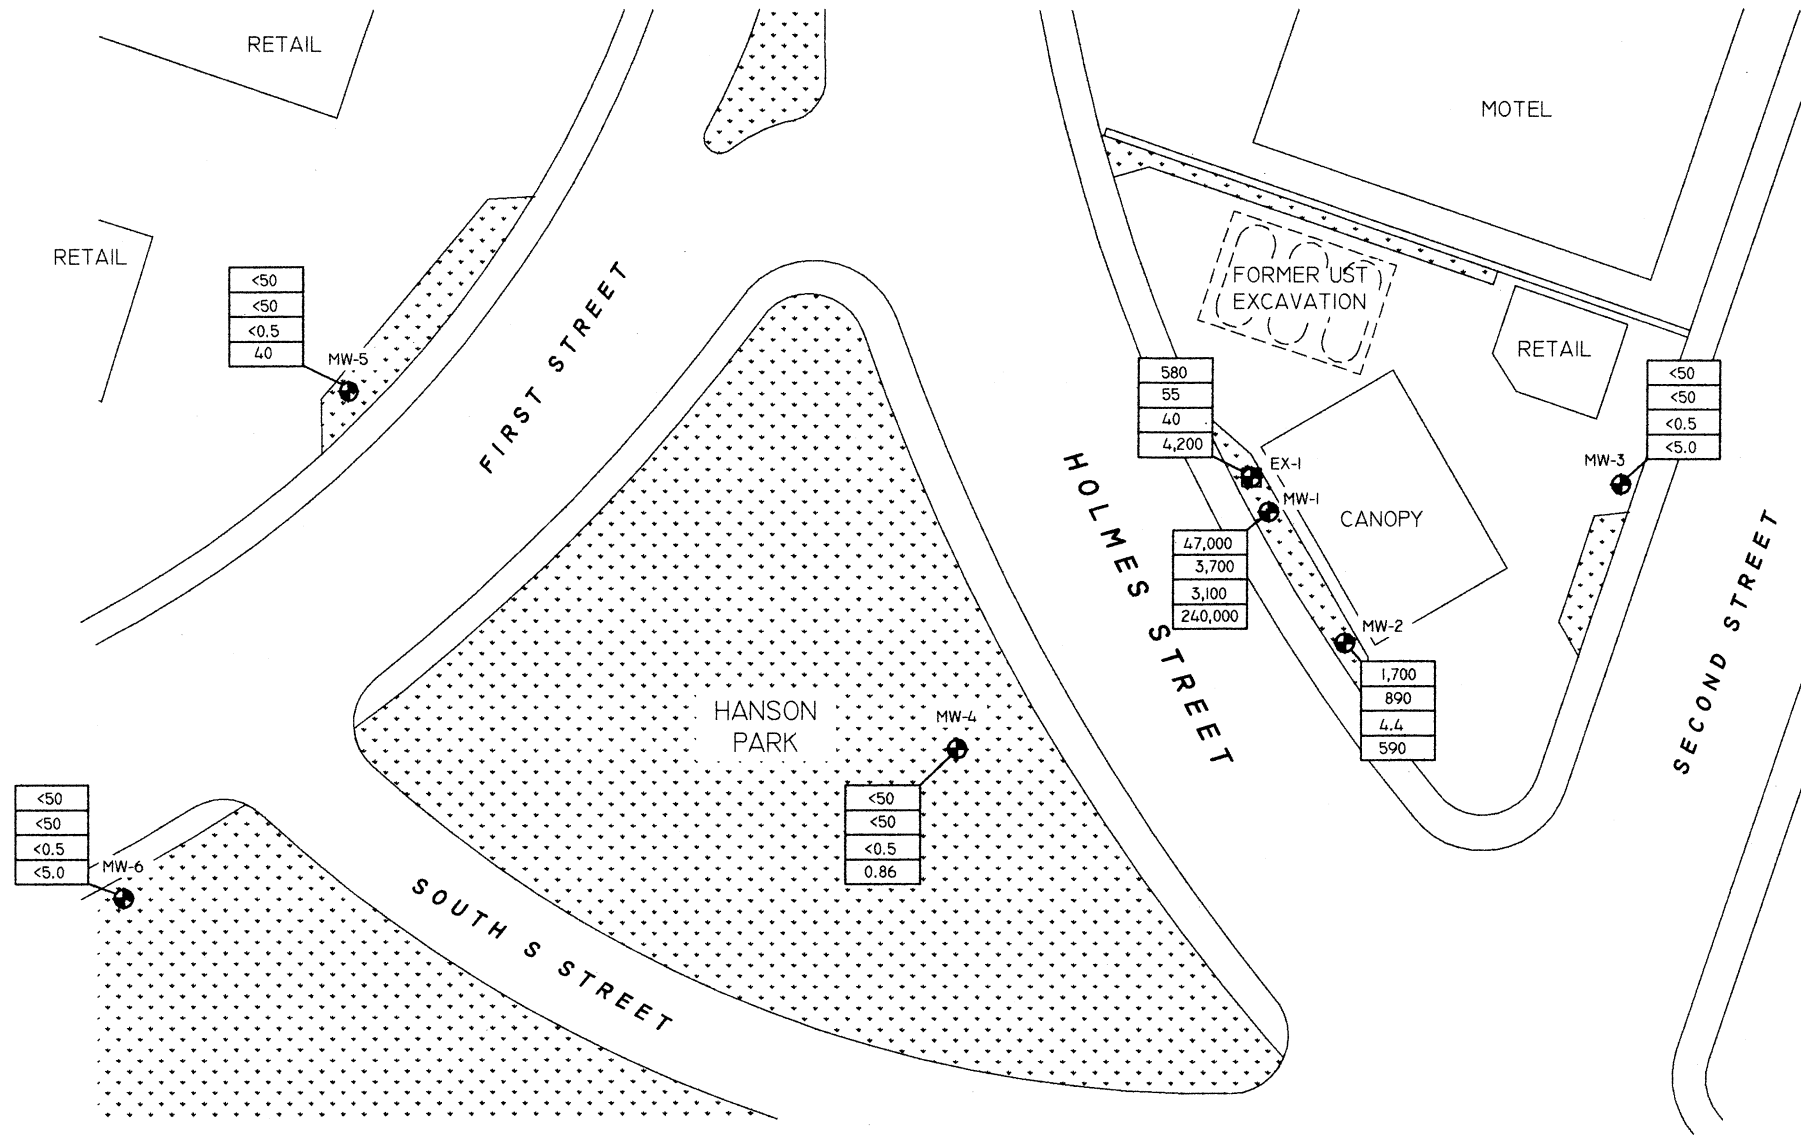 RETAIL
MOTEL
RETAIL
FORMER UST
EXCAVATION
RETAIL
<50
<50
<0.5
40
MW-5
FIRST STREET
580
55
40
4,200
EX-1
<50
<50
<0.5
<5.0
MW-3
MW-1
CANOPY
47,000
3,700
3,100
240,000
HOLMES STREET
MW-2
1,700
890
4.4
590
SECOND STREET
HANSON
PARK
MW-4
<50
<50
<0.5
0.86
<50
<50
<0.5
<5.0
MW-6
SOUTH S STREET